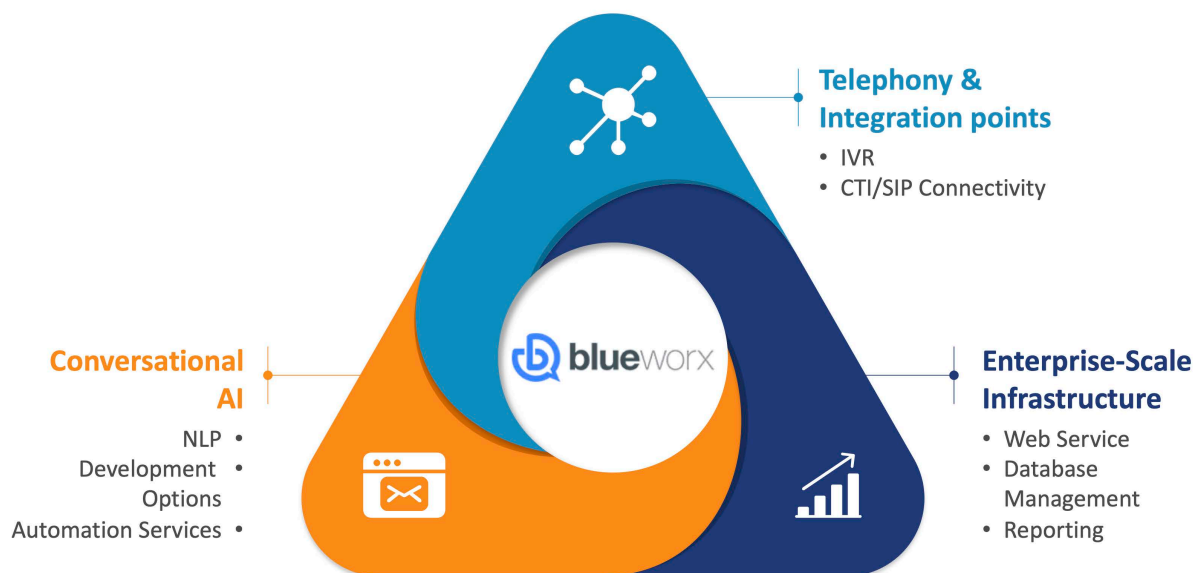 Telephony &
Integration points
• IVR
• CTI/SIP Connectivity
blueworx
Conversational
AI
NLP •
Development •
Options
Automation Services •
Enterprise-Scale
Infrastructure
• Web Service
• Database
Management
• Reporting